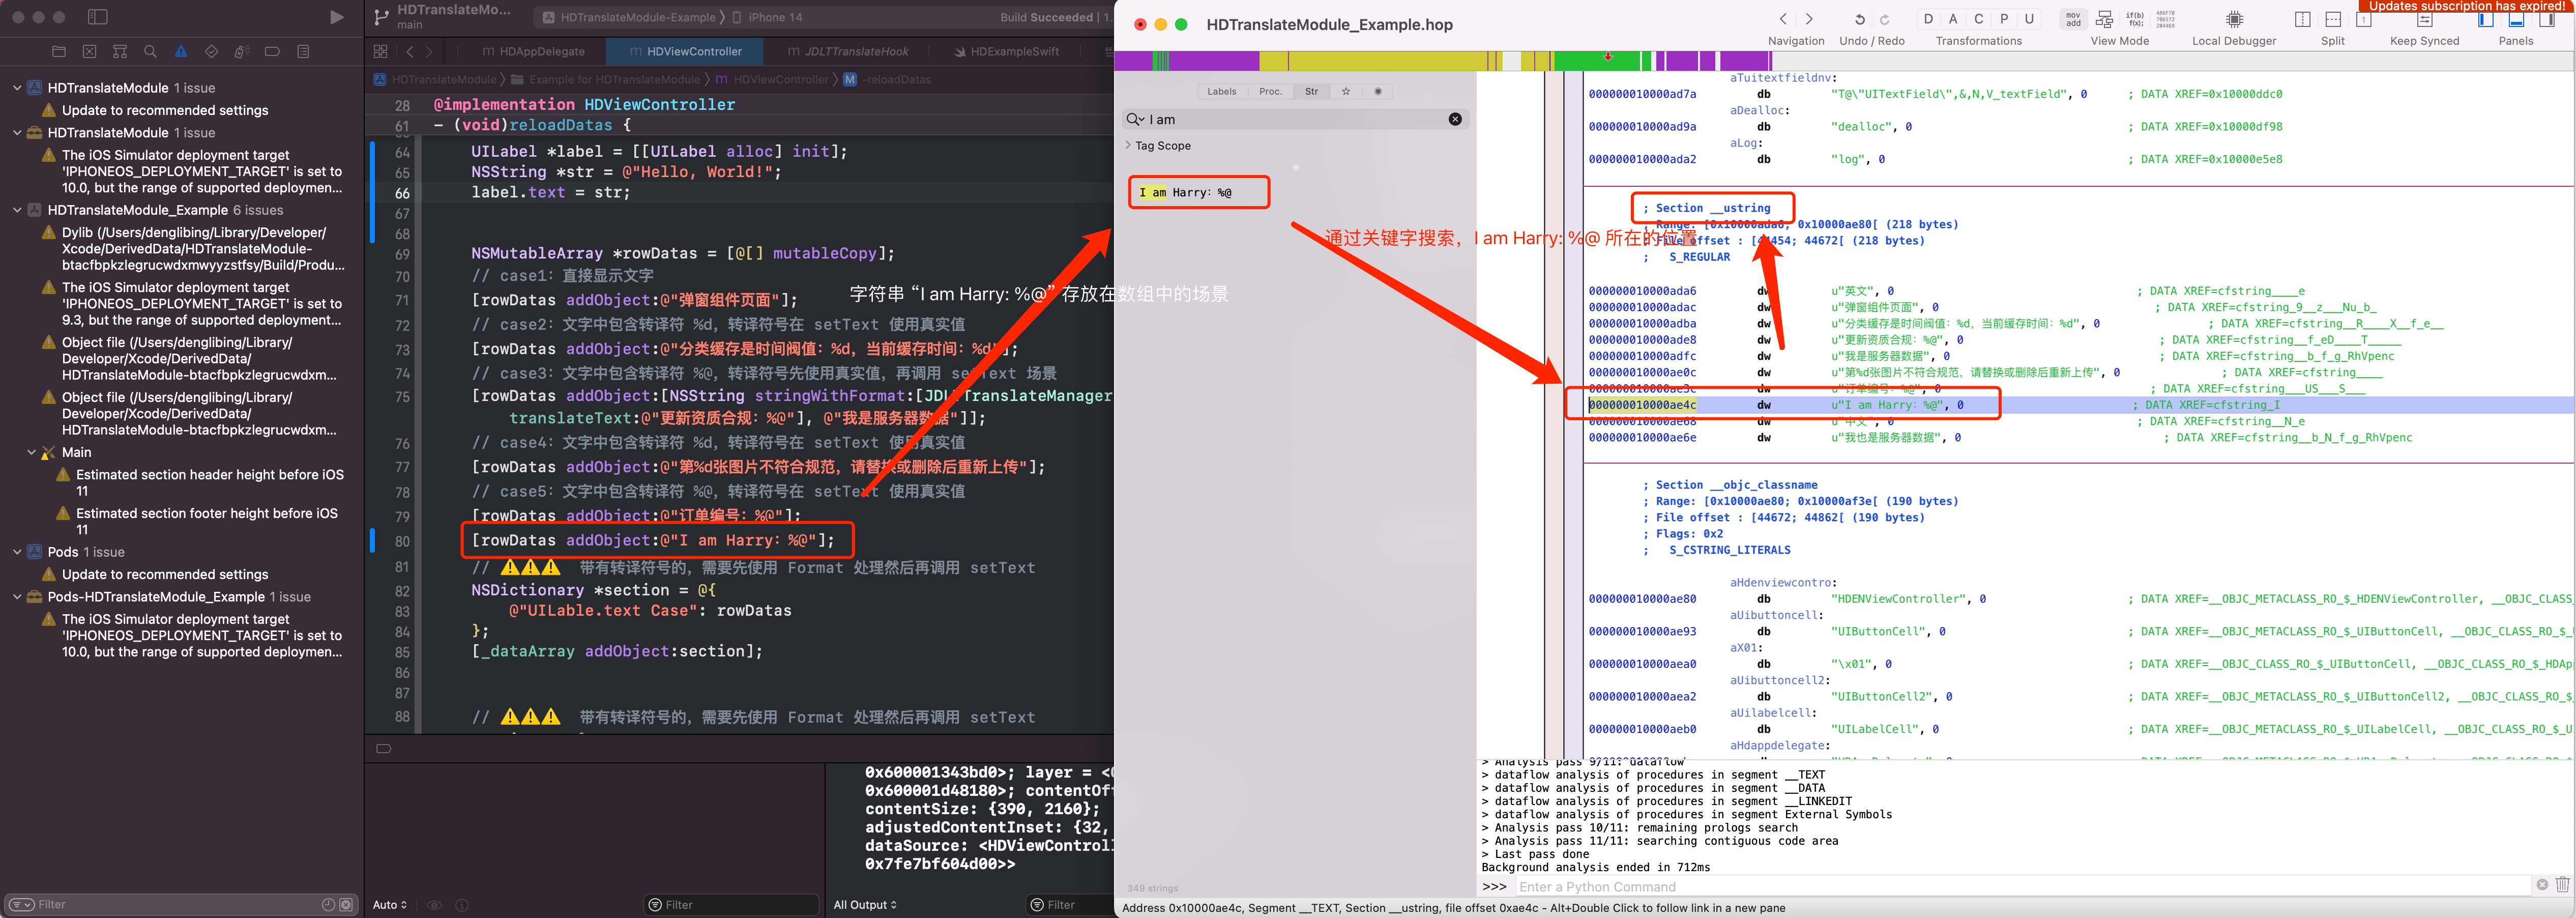 HDTranslateMo...
main
HDTranslateModule-Example 〉 iPhone 14
Build Succeeded | 1.
HDAppDelegate
HDViewController
JDLTTranslateHook
HDExampleSwift
HDTranslateModule 〉 Example for HDTranslateModule 〉 HDViewController 〉 M -reloadDatas
HDTranslateModule 1 issue
Update to recommended settings
HDTranslateModule 1 issue
The iOS Simulator deployment target
'IPHONEOS_DEPLOYMENT_TARGET' is set to
10.0, but the range of supported deploymen...
HDTranslateModule_Example 6 issues
Dylib (/Users/denglibing/Library/Developer/
Xcode/DerivedData/HDTranslateModule-
btacfbpkzlegrucwdxmwyyzstfsy/Build/Produ...
The iOS Simulator deployment target
'IPHONEOS_DEPLOYMENT_TARGET' is set to
9.3, but the range of supported deployment...
Object file (/Users/denglibing/Library/
Developer/Xcode/DerivedData/
HDTranslateModule-btacfbpkzlegrucwdxm...
Object file (/Users/denglibing/Library/
Developer/Xcode/DerivedData/
HDTranslateModule-btacfbpkzlegrucwdxm...
Main
Estimated section header height before iOS
11
Estimated section footer height before iOS
11
Pods 1 issue
Update to recommended settings
Pods-HDTranslateModule_Example 1 issue
The iOS Simulator deployment target
'IPHONEOS_DEPLOYMENT_TARGET' is set to
10.0, but the range of supported deploymen...
Filter
28 @implementation HDViewController
61 - (void)reloadDatas {
64 UILabel *label = [[UILabel alloc] init];
65 NSString *str = @"Hello, World!";
66 label.text = str;
67
68
69 NSMutableArray *rowDatas = [@[] mutableCopy];
70 // case1：直接显示文字
71 [rowDatas addObject:@"弹窗组件页面"];
72 // case2：文字中包含转译符 %d，转译符号在 setText 使用真实值
73 [rowDatas addObject:@"分类缓存是时间阀值：%d，当前缓存时间：%d"];
74 // case3：文字中包含转译符 %@，转译符号先使用真实值，再调用 setText 场景
75 [rowDatas addObject:[NSString stringWithFormat:[JDLTTranslateManager
translateText:@"更新资质合规：%@"], @"我是服务器数据"]];
76 // case4：文字中包含转译符 %d，转译符号在 setText 使用真实值
77 [rowDatas addObject:@"第%d张图片不符合规范，请替换或删除后重新上传"];
78 // case5：文字中包含转译符 %@，转译符号在 setText 使用真实值
79 [rowDatas addObject:@"订单编号：%@"];
80 [rowDatas addObject:@"I am Harry：%@"];
81 // ⚠️⚠️⚠️ 带有转译符号的，需要先使用 Format 处理然后再调用 setText
82 NSDictionary *section = @{
83 @"UILable.text Case": rowDatas
84 };
85 [_dataArray addObject:section];
86
87
88 // ⚠️⚠️⚠️ 带有转译符号的，需要先使用 Format 处理然后再调用 setText
字符串 “I am Harry: %@” 存放在数组中的场景
0x600001343bd0>; layer = <
0x600001d48180>; contentOf
contentSize: {390, 2160};
adjustedContentInset: {32,
dataSource: <HDViewControl
0x7fe7bf604d00>>
Auto
Filter
All Output
Filter
HDTranslateModule_Example.hop
Updates subscription has expired!
D A C P U
mov add
if(b) f(x);
Navigation
Undo / Redo
Transformations
View Mode
Local Debugger
Split
Keep Synced
Panels
Labels
Proc.
Str
I am
Tag Scope
I am Harry：%@
349 strings
通过关键字搜索，I am Harry: %@ 所在的位置
aTuitextfieldnv:
000000010000ad7a db "T@\"UITextField\",&,N,V_textField", 0 ; DATA XREF=0x10000ddc0
aDealloc:
000000010000ad9a db "dealloc", 0 ; DATA XREF=0x10000df98
aLog:
000000010000ada2 db "log", 0 ; DATA XREF=0x10000e5e8
; Section __ustring
; Range: [0x10000ada6; 0x10000ae80[ (218 bytes)
; File offset : [44454; 44672[ (218 bytes)
; S_REGULAR
000000010000ada6 dw u"英文", 0 ; DATA XREF=cfstring____e
000000010000adac dw u"弹窗组件页面", 0 ; DATA XREF=cfstring_9__z___Nu_b_
000000010000adba dw u"分类缓存是时间阀值：%d，当前缓存时间：%d", 0 ; DATA XREF=cfstring__R____X__f_e__
000000010000ade8 dw u"更新资质合规：%@", 0 ; DATA XREF=cfstring__f_eD____T_____
000000010000adfc dw u"我是服务器数据", 0 ; DATA XREF=cfstring__b_f_g_RhVpenc
000000010000ae0c dw u"第%d张图片不符合规范，请替换或删除后重新上传", 0 ; DATA XREF=cfstring____
000000010000ae3c dw u"订单编号：%@", 0 ; DATA XREF=cfstring___US___S___
000000010000ae4c dw u"I am Harry：%@", 0 ; DATA XREF=cfstring_I
000000010000ae68 dw u"中文", 0 ; DATA XREF=cfstring__N_e
000000010000ae6e dw u"我也是服务器数据", 0 ; DATA XREF=cfstring__b_N_f_g_RhVpenc
; Section __objc_classname
; Range: [0x10000ae80; 0x10000af3e[ (190 bytes)
; File offset : [44672; 44862[ (190 bytes)
; Flags: 0x2
; S_CSTRING_LITERALS
aHdenviewcontro:
000000010000ae80 db "HDENViewController", 0 ; DATA XREF=__OBJC_METACLASS_RO_$_HDENViewController, __OBJC_CLASS_
aUibuttoncell:
000000010000ae93 db "UIButtonCell", 0 ; DATA XREF=__OBJC_METACLASS_RO_$_UIButtonCell, __OBJC_CLASS_RO_$_
aX01:
000000010000aea0 db "\x01", 0 ; DATA XREF=__OBJC_CLASS_RO_$_UIButtonCell, __OBJC_CLASS_RO_$_HDAp
aUibuttoncell2:
000000010000aea2 db "UIButtonCell2", 0 ; DATA XREF=__OBJC_METACLASS_RO_$_UIButtonCell2, __OBJC_CLASS_RO_$
aUilabelcell:
000000010000aeb0 db "UILabelCell", 0 ; DATA XREF=__OBJC_METACLASS_RO_$_UILabelCell, __OBJC_CLASS_RO_$_U
aHdappdelegate:
> Analysis pass 9/11: dataflow
> dataflow analysis of procedures in segment __TEXT
> dataflow analysis of procedures in segment __DATA
> dataflow analysis of procedures in segment __LINKEDIT
> dataflow analysis of procedures in segment External Symbols
> Analysis pass 10/11: remaining prologs search
> Analysis pass 11/11: searching contiguous code area
> Last pass done
Background analysis ended in 712ms
>>> Enter a Python Command
Address 0x10000ae4c, Segment __TEXT, Section __ustring, file offset 0xae4c - Alt+Double Click to follow link in a new pane